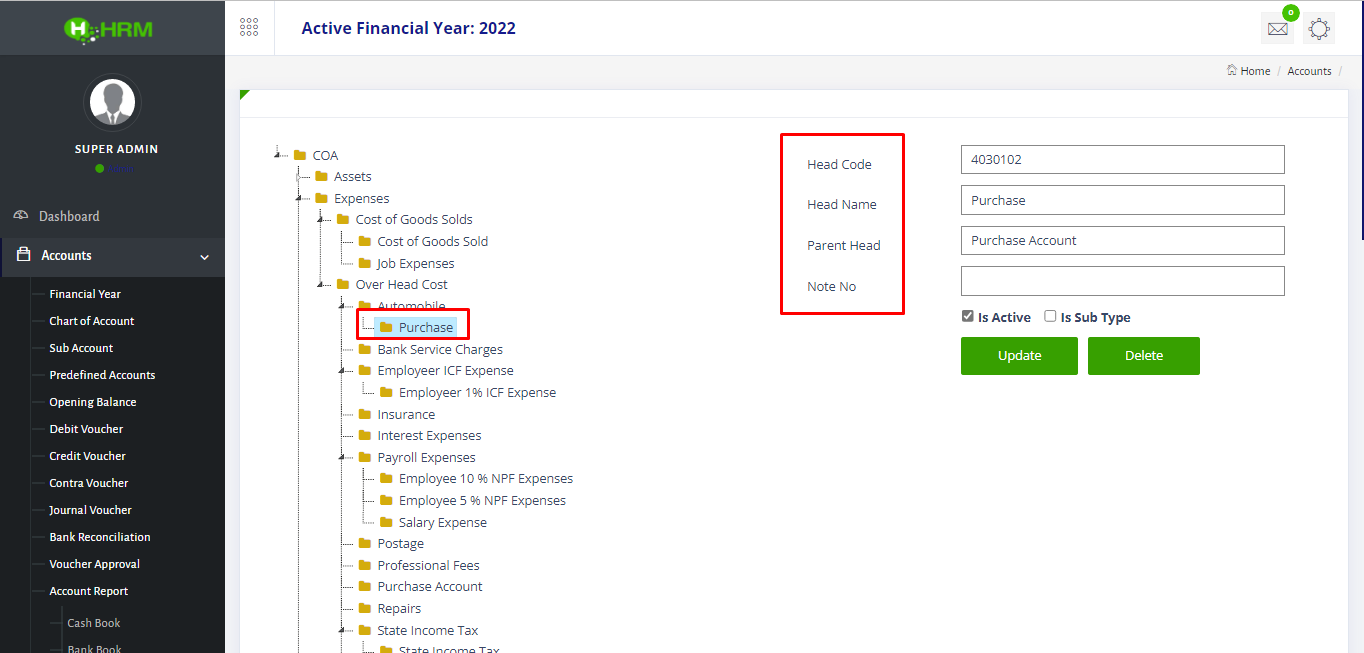 H HRM
Active Financial Year: 2022
0
Home / Accounts /
SUPER ADMIN
Dashboard
Accounts
Financial Year
Chart of Account
Sub Account
Predefined Accounts
Opening Balance
Debit Voucher
Credit Voucher
Contra Voucher
Journal Voucher
Bank Reconciliation
Voucher Approval
Account Report
Cash Book
Bank Book
COA
Assets
Expenses
Cost of Goods Solds
Cost of Goods Sold
Job Expenses
Over Head Cost
Automobile
Purchase
Bank Service Charges
Employeer ICF Expense
Employeer 1% ICF Expense
Insurance
Interest Expenses
Payroll Expenses
Employee 10 % NPF Expenses
Employee 5 % NPF Expenses
Salary Expense
Postage
Professional Fees
Purchase Account
Repairs
State Income Tax
State Income Tax
Head Code 4030102
Head Name Purchase
Parent Head Purchase Account
Note No
Is Active Is Sub Type
Update Delete